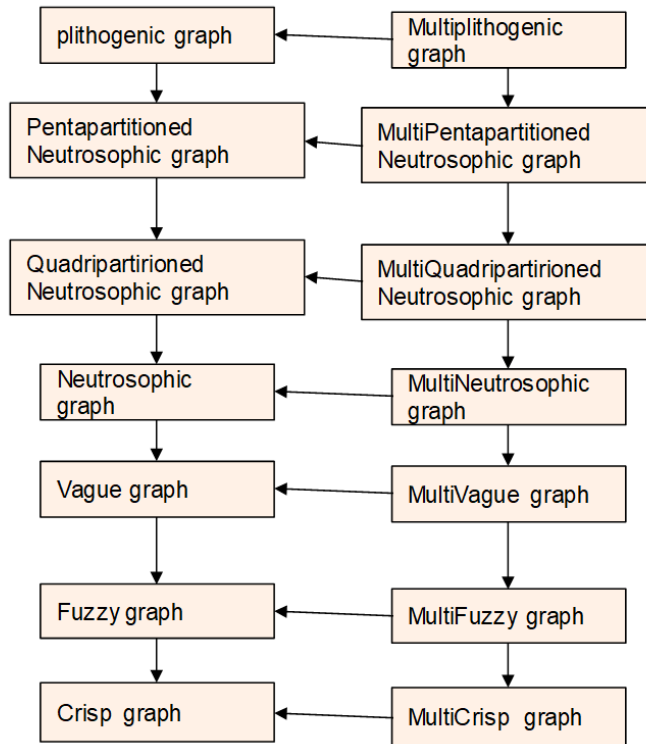 plithogenic graph
Multiplithogenic
graph
Pentapartitioned
Neutrosophic graph
MultiPentapartitioned
Neutrosophic graph
Quadripartirioned
Neutrosophic graph
MultiQuadripartirioned
Neutrosophic graph
Neutrosophic
graph
MultiNeutrosophic
graph
Vague graph
MultiVague graph
Fuzzy graph
MultiFuzzy graph
Crisp graph
MultiCrisp graph